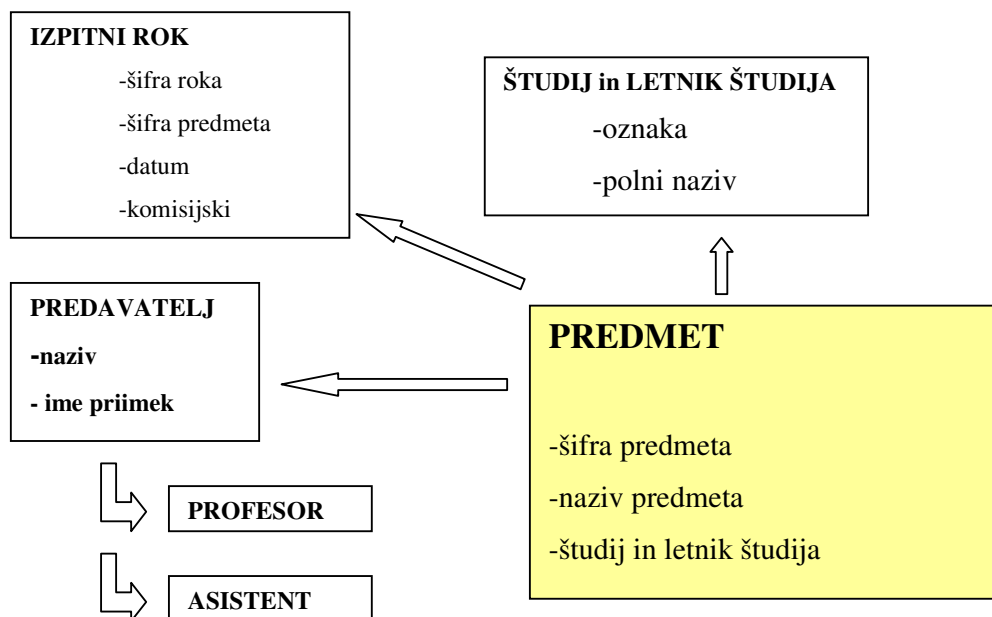 IZPITNI ROK
-šifra roka
-šifra predmeta
-datum
-komisijski
ŠTUDIJ in LETNIK ŠTUDIJA
-oznaka
-polni naziv
PREDAVATELJ
-naziv
- ime priimek
PROFESOR
ASISTENT
PREDMET
-šifra predmeta
-naziv predmeta
-študij in letnik študija